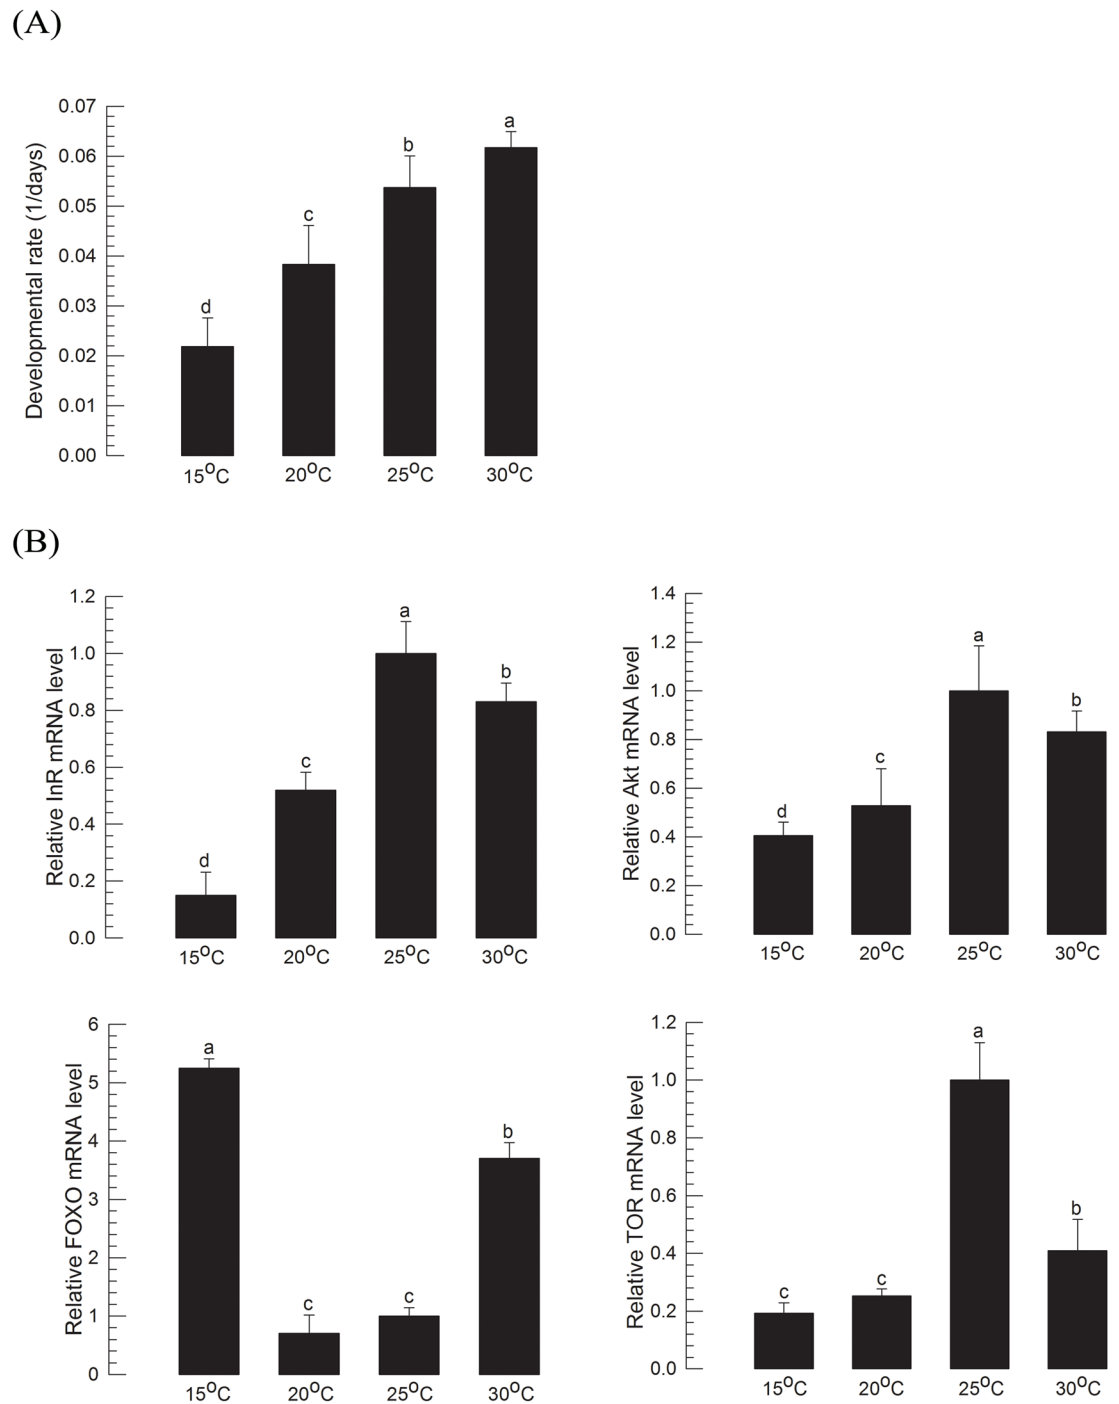 (A)
Developmental rate (1/days)
0.07
0.06
0.05
0.04
0.03
0.02
0.01
0.00
d
c
b
a
15°C
20°C
25°C
30°C
(B)
Relative InR mRNA level
1.2
1.0
0.8
0.6
0.4
0.2
0.0
d
c
a
b
15°C
20°C
25°C
30°C
Relative Akt mRNA level
1.4
1.2
1.0
0.8
0.6
0.4
0.2
0.0
d
c
a
b
15°C
20°C
25°C
30°C
Relative FOXO mRNA level
6
5
4
3
2
1
0
a
c
c
b
15°C
20°C
25°C
30°C
Relative TOR mRNA level
1.2
1.0
0.8
0.6
0.4
0.2
0.0
c
c
a
b
15°C
20°C
25°C
30°C